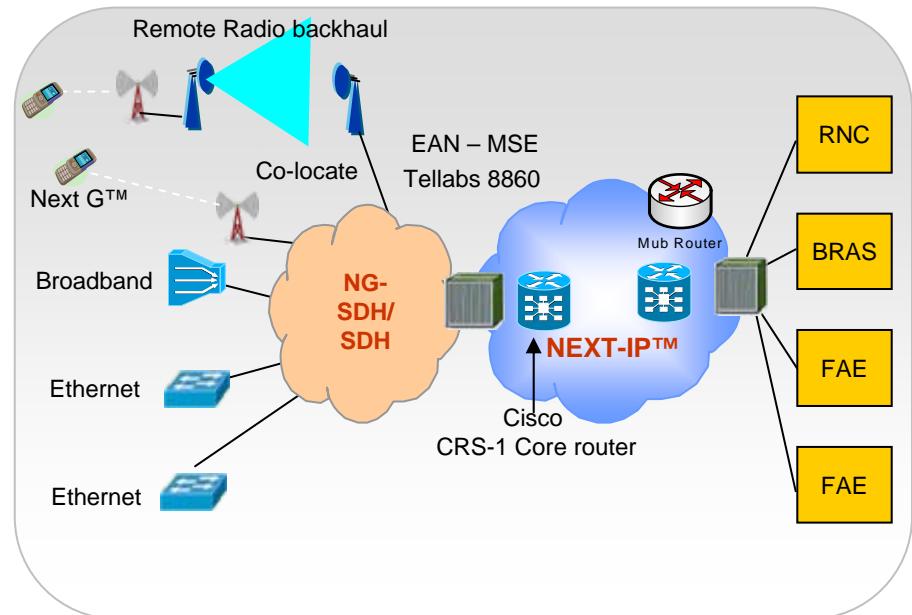 Remote Radio backhaul
RNC
EAN – MSE
Tellabs 8860
Co-locate
Next G™
Mub Router
BRAS
Broadband
NG-
SDH/
SDH
NEXT-IP™
FAE
Ethernet
Cisco
CRS-1 Core router
Ethernet
FAE